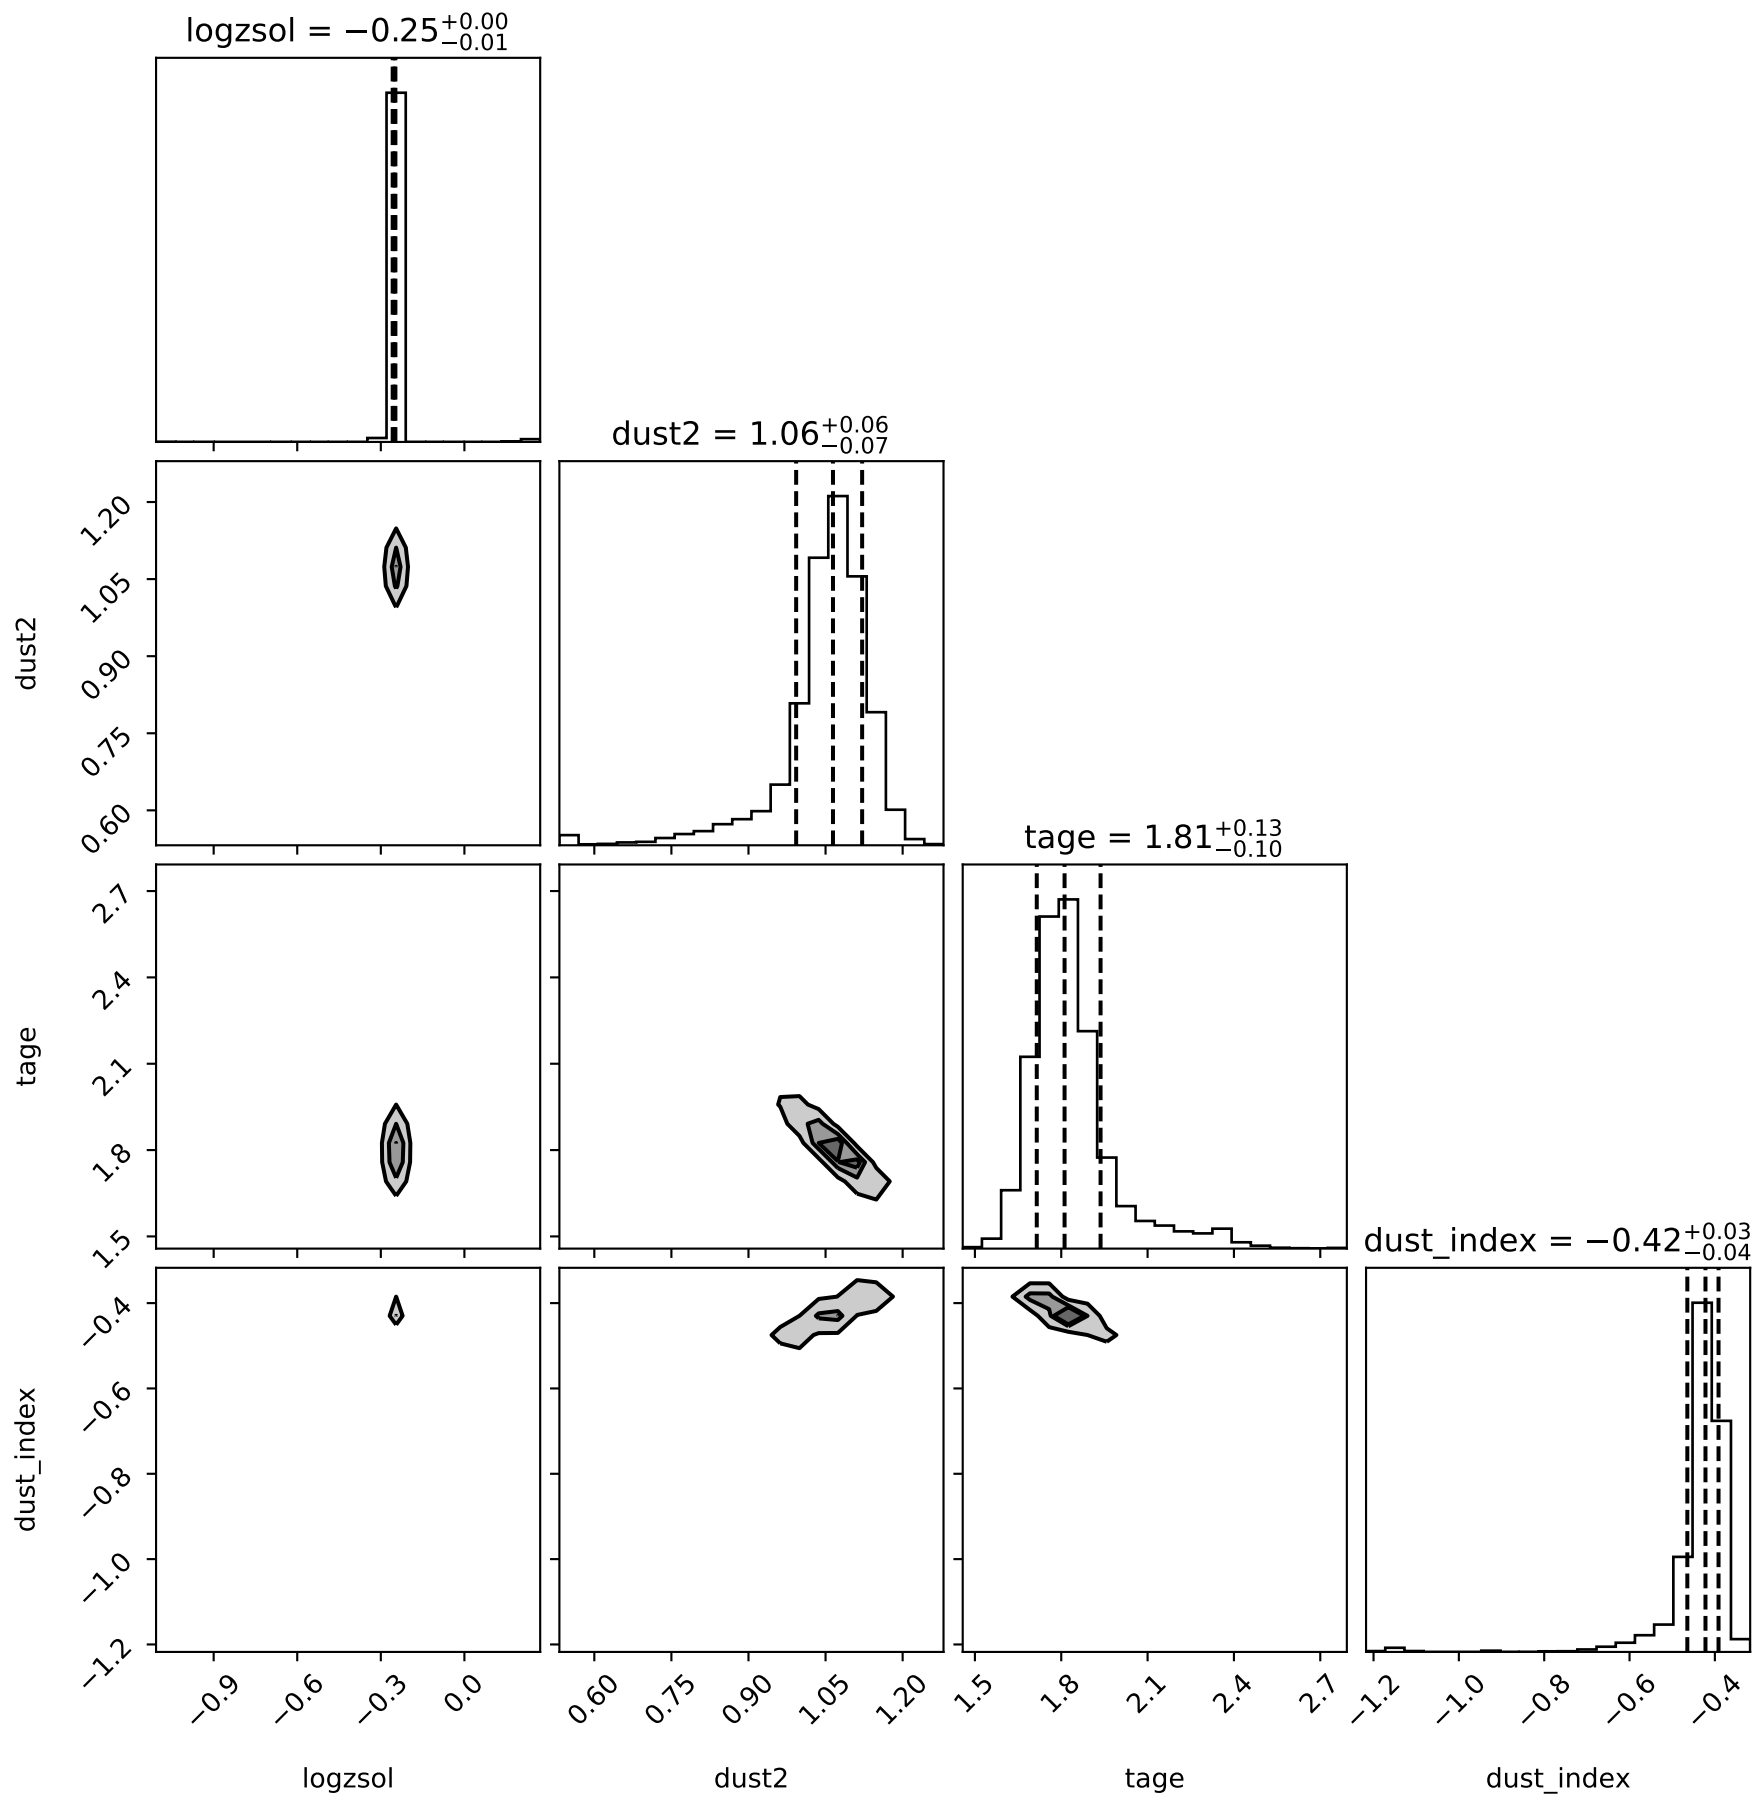 logzsol = −0.25+0.00−0.01
dust2 = 1.06+0.06−0.07
1.20
1.05
0.90
0.75
0.60
dust2
tage = 1.81+0.13−0.10
2.7
2.4
2.1
1.8
1.5
tage
dust_index = −0.42+0.03−0.04
−0.4
−0.6
−0.8
−1.0
−1.2
dust_index
−0.9 −0.6 −0.3 0.0
0.60 0.75 0.90 1.05 1.20
1.5 1.8 2.1 2.4 2.7
−1.2 −1.0 −0.8 −0.6 −0.4
logzsol
dust2
tage
dust_index